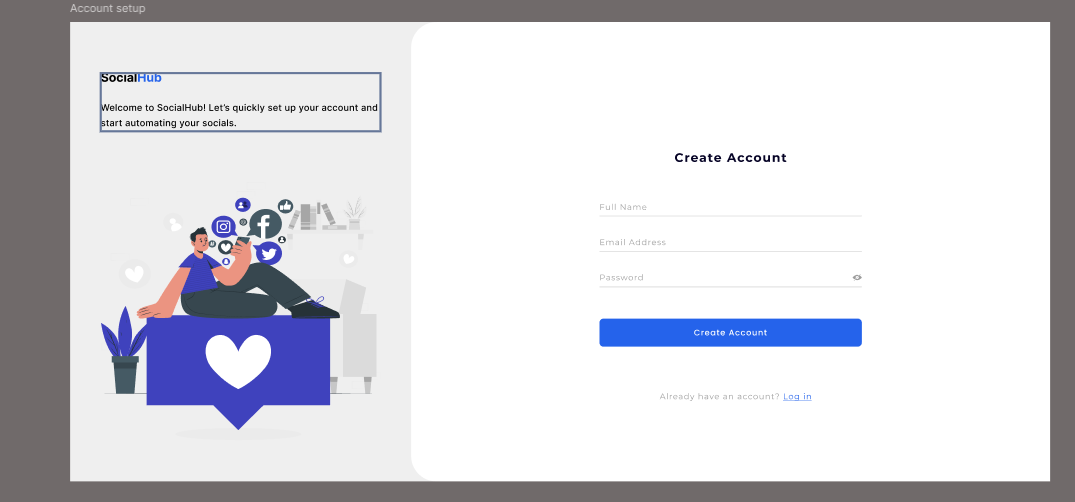 Account setup
SocialHub
Welcome to SocialHub! Let's quickly set up your account and
start automating your socials.
Create Account
Full Name
Email Address
Password
Create Account
Already have an account? Log in